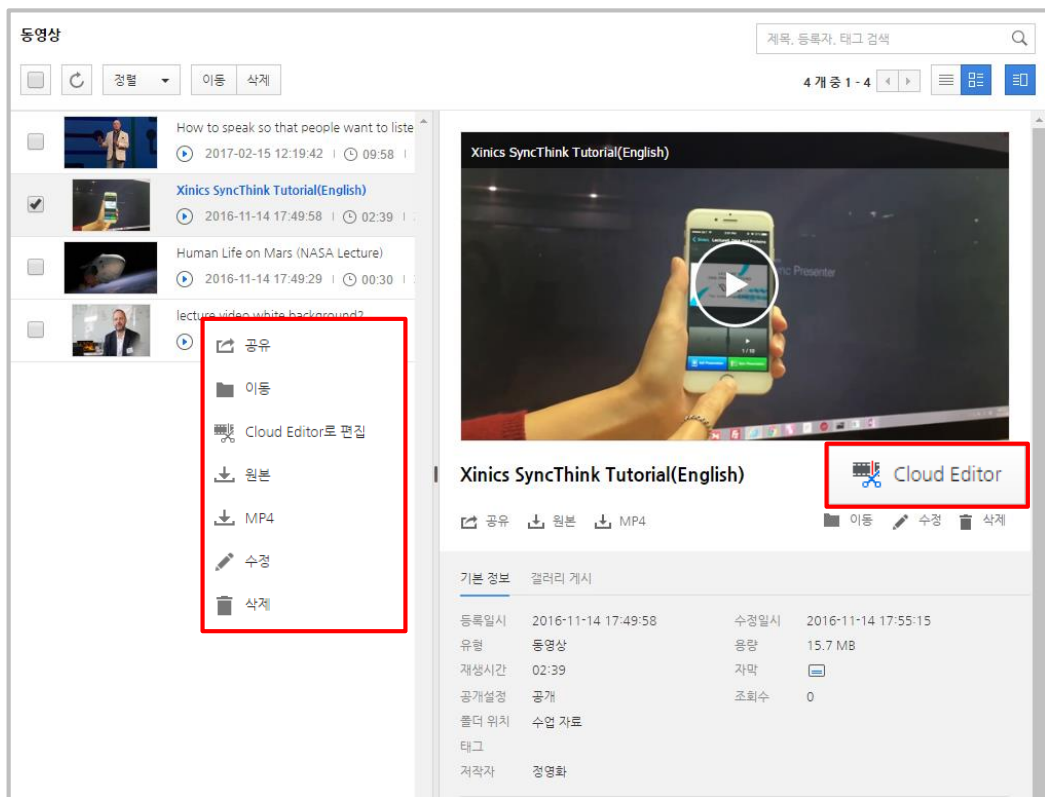 동영상
제목, 등록자, 태그 검색
정렬
이동
삭제
4 개 중 1 - 4
How to speak so that people want to liste
2017-02-15 12:19:42
09:58
Xinics SyncThink Tutorial(English)
2016-11-14 17:49:58
02:39
Human Life on Mars (NASA Lecture)
2016-11-14 17:49:29
00:30
lecture video white background2
공유
이동
Cloud Editor로 편집
원본
MP4
수정
삭제
Xinics SyncThink Tutorial(English)
Presenter
1 / 10
Xinics SyncThink Tutorial(English)
Cloud Editor
공유 원본 MP4
이동 수정 삭제
기본 정보 갤러리 게시
등록일시 2016-11-14 17:49:58 수정일시 2016-11-14 17:55:15
유형 동영상 용량 15.7 MB
재생시간 02:39 자막
공개설정 공개 조회수 0
폴더 위치 수업 자료
태그
저작자 정영화